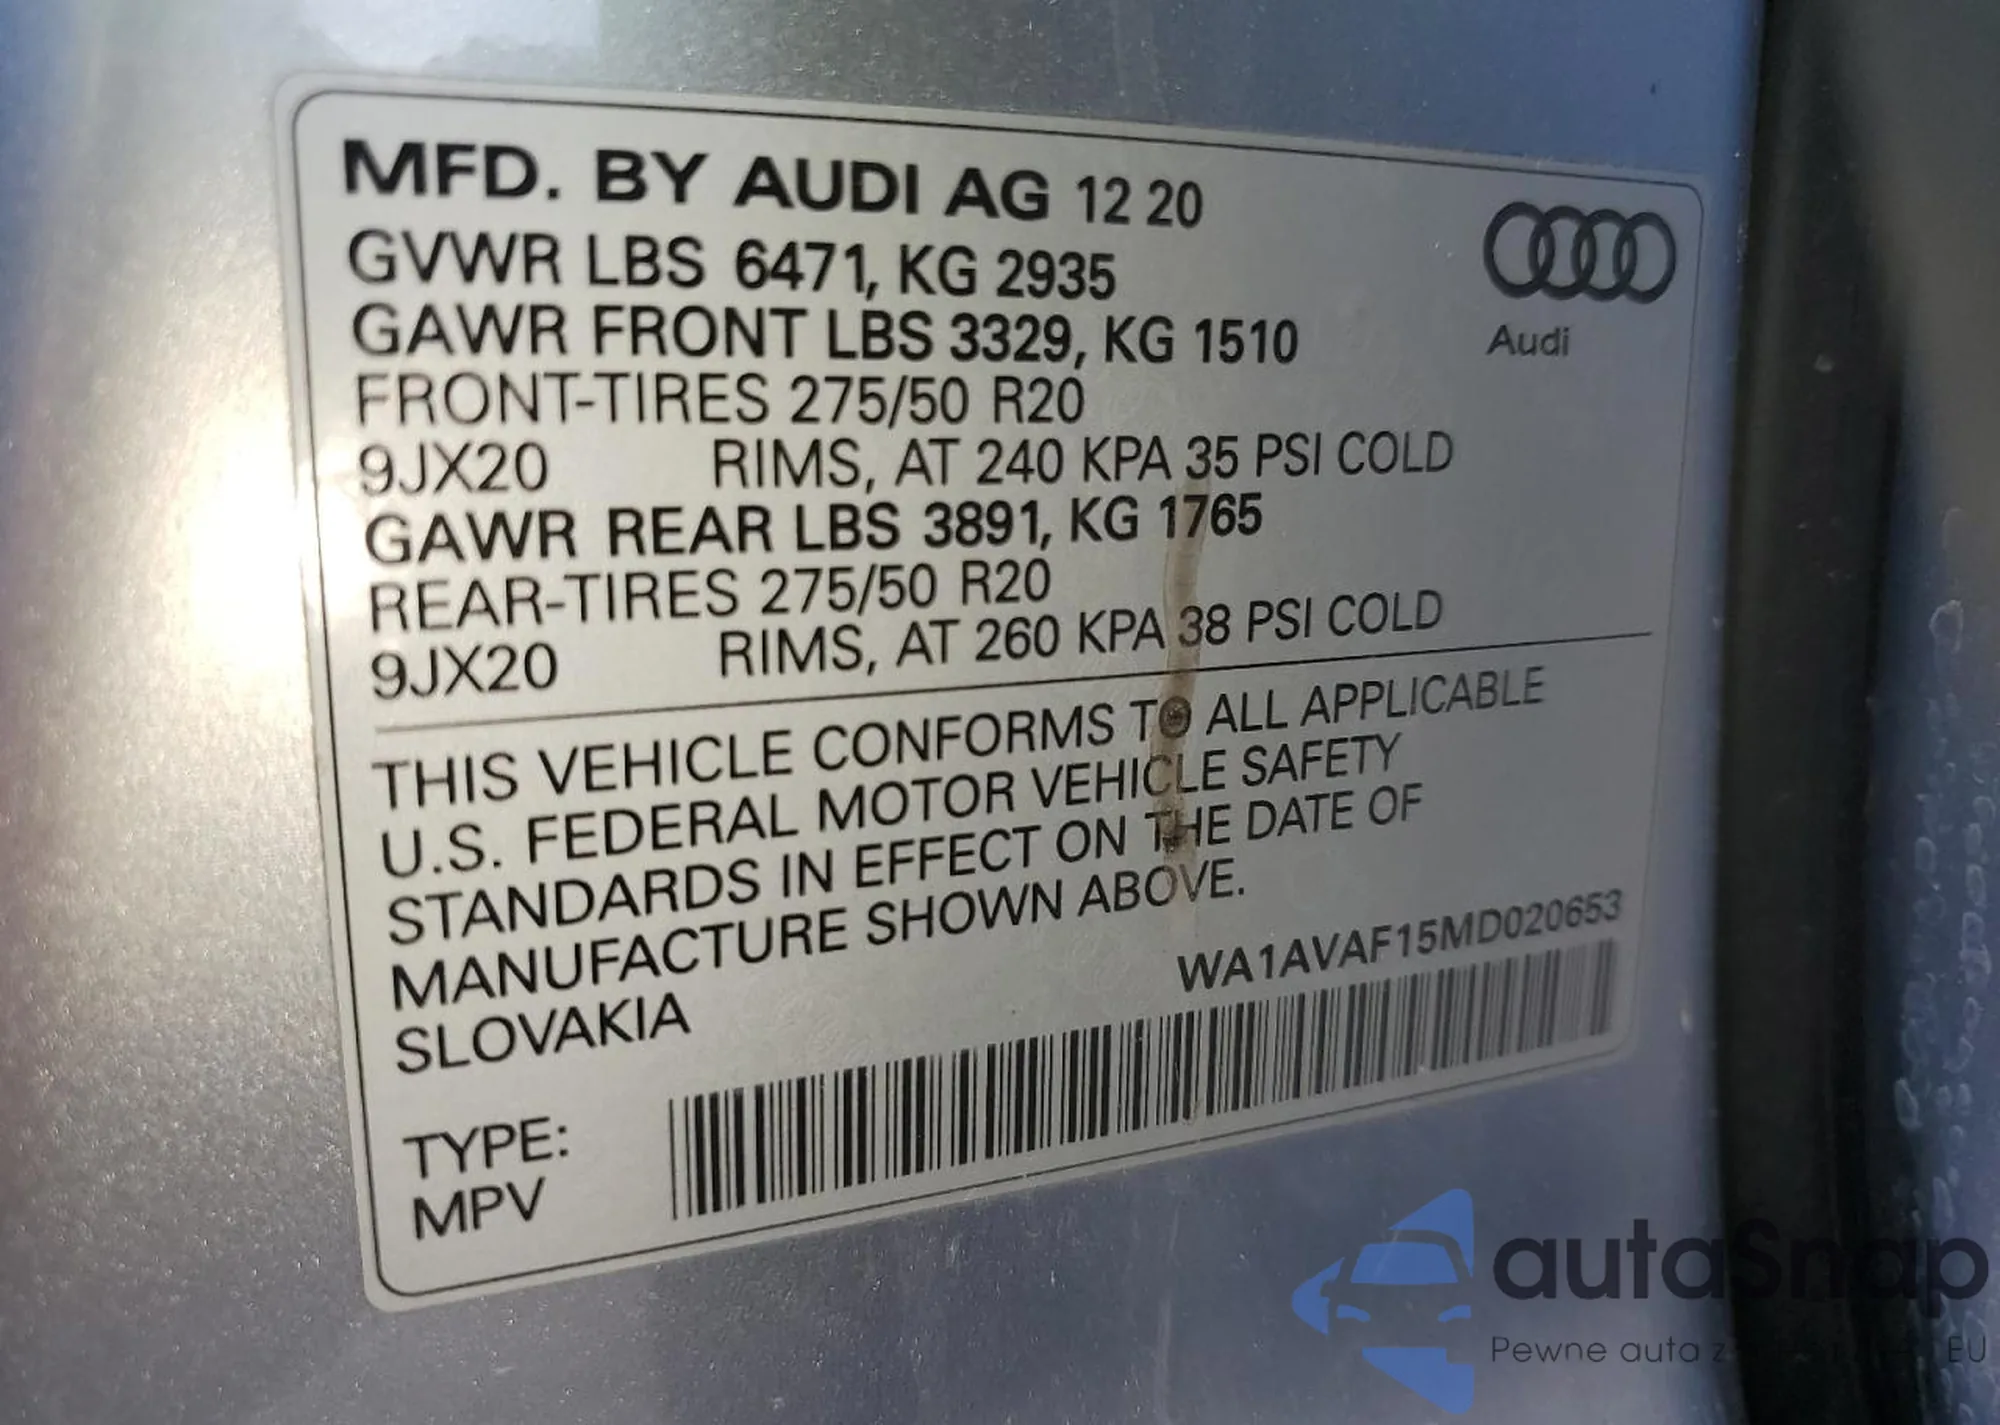 MFD. BY AUDI AG 12 20
GVWR LBS 6471, KG 2935
GAWR FRONT LBS 3329, KG 1510
FRONT-TIRES 275/50 R20
9JX20 RIMS, AT 240 KPA 35 PSI COLD
GAWR REAR LBS 3891, KG 1765
REAR-TIRES 275/50 R20
9JX20 RIMS, AT 260 KPA 38 PSI COLD
Audi
THIS VEHICLE CONFORMS TO ALL APPLICABLE
U.S. FEDERAL MOTOR VEHICLE SAFETY
STANDARDS IN EFFECT ON THE DATE OF
MANUFACTURE SHOWN ABOVE.
SLOVAKIA
WA1AVAF15MD020653
TYPE:
MPV
autaSnap
Pewne auta z EU